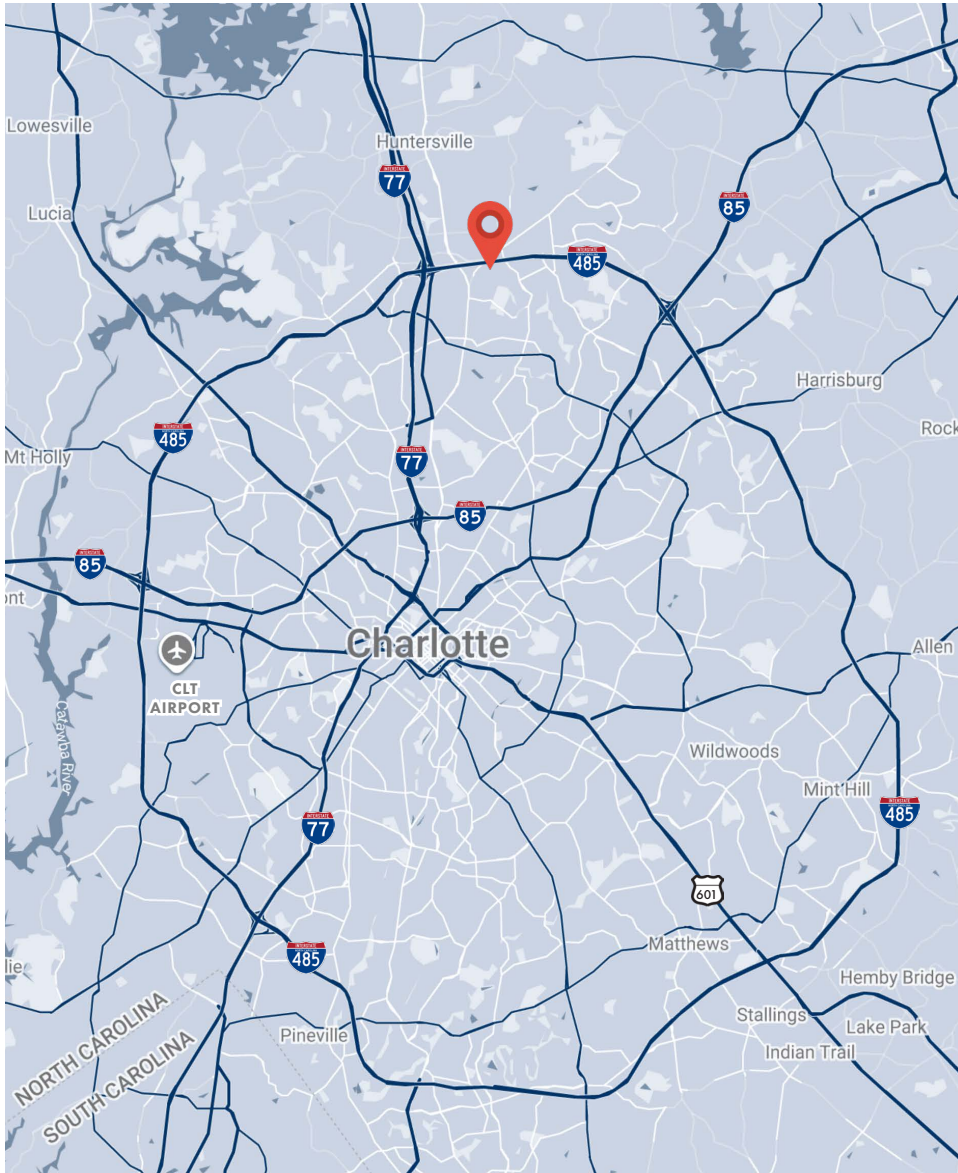 Lowesville
Huntersville
77
Lucia
85
485
Harrisburg
Rock
485
Mt Holly
77
85
85
ont
Charlotte
CLT
AIRPORT
Allen
Catawba River
Wildwoods
Mint Hill
77
485
601
Matthews
485
lie
Hemby Bridge
Stallings
Lake Park
Pineville
Indian Trail
NORTH CAROLINA
SOUTH CAROLINA